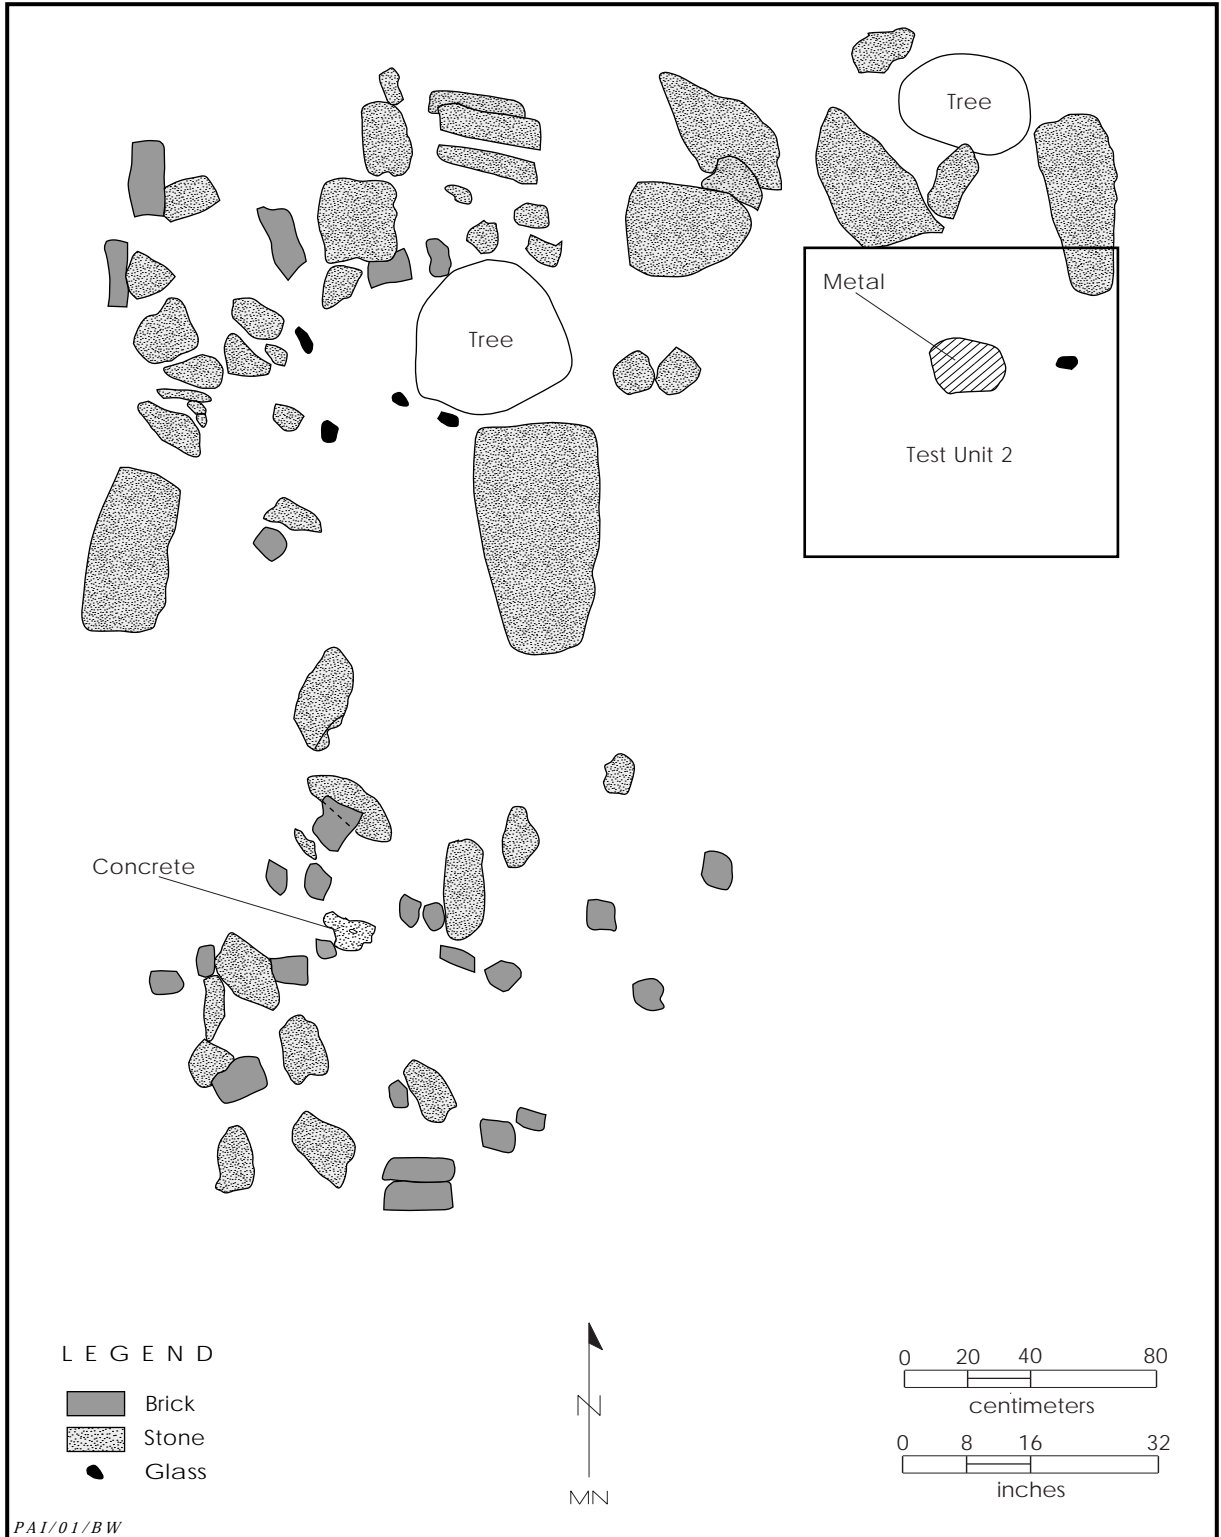 Tree
Metal
Tree
Test Unit 2
Concrete
LEGEND
Brick
Stone
Glass
N
MN
0 20 40 80
centimeters
0 8 16 32
inches
PAI/01/BW